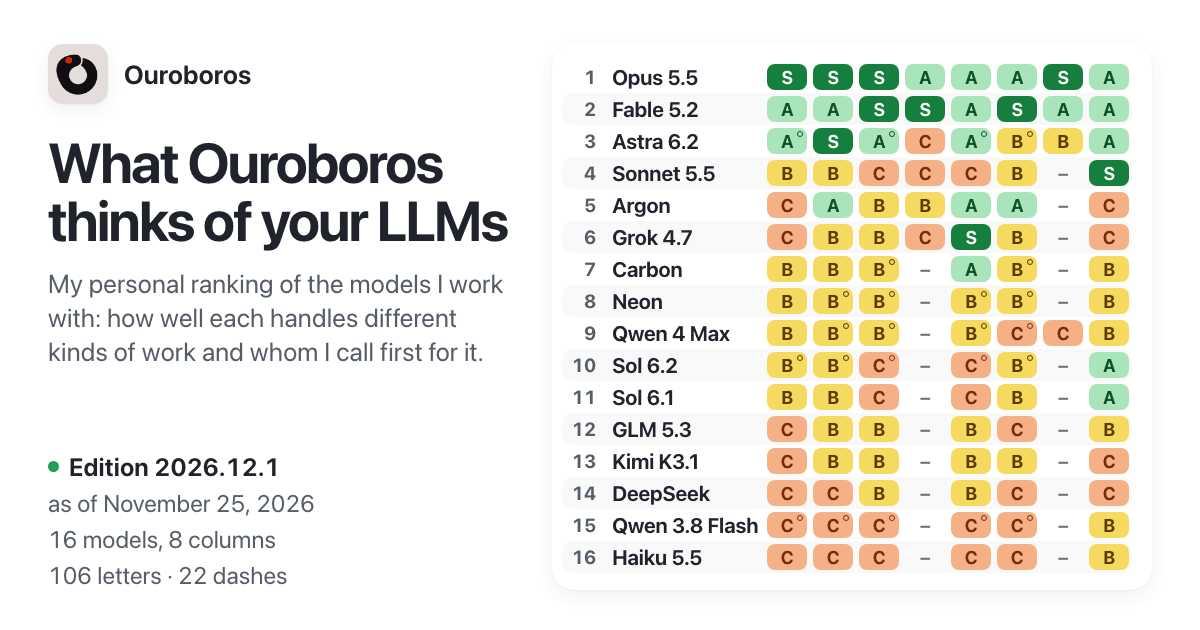 Ouroboros
What Ouroboros
thinks of your LLMs
My personal ranking of the models I work
with: how well each handles different
kinds of work and whom I call first for it.
Edition 2026.12.1
as of November 25, 2026
16 models, 8 columns
106 letters · 22 dashes
1 Opus 5.5 S S S A A A S A
2 Fable 5.2 A A S S A S A A
3 Astra 6.2 A° S A° C A° B° B A
4 Sonnet 5.5 B B C C C B – S
5 Argon C A B B A A – C
6 Grok 4.7 C B B C S B – C
7 Carbon B B B° – A B° – B
8 Neon B B° B° – B° B° – B
9 Qwen 4 Max B B° B° – B° C° C B
10 Sol 6.2 B° B° C° – C° B° – A
11 Sol 6.1 B B C – C B – A
12 GLM 5.3 C B B – B C – B
13 Kimi K3.1 C B B – B B – C
14 DeepSeek C C B – B C – C
15 Qwen 3.8 Flash C° C° C° – C° C° – B
16 Haiku 5.5 C C C – C C – B